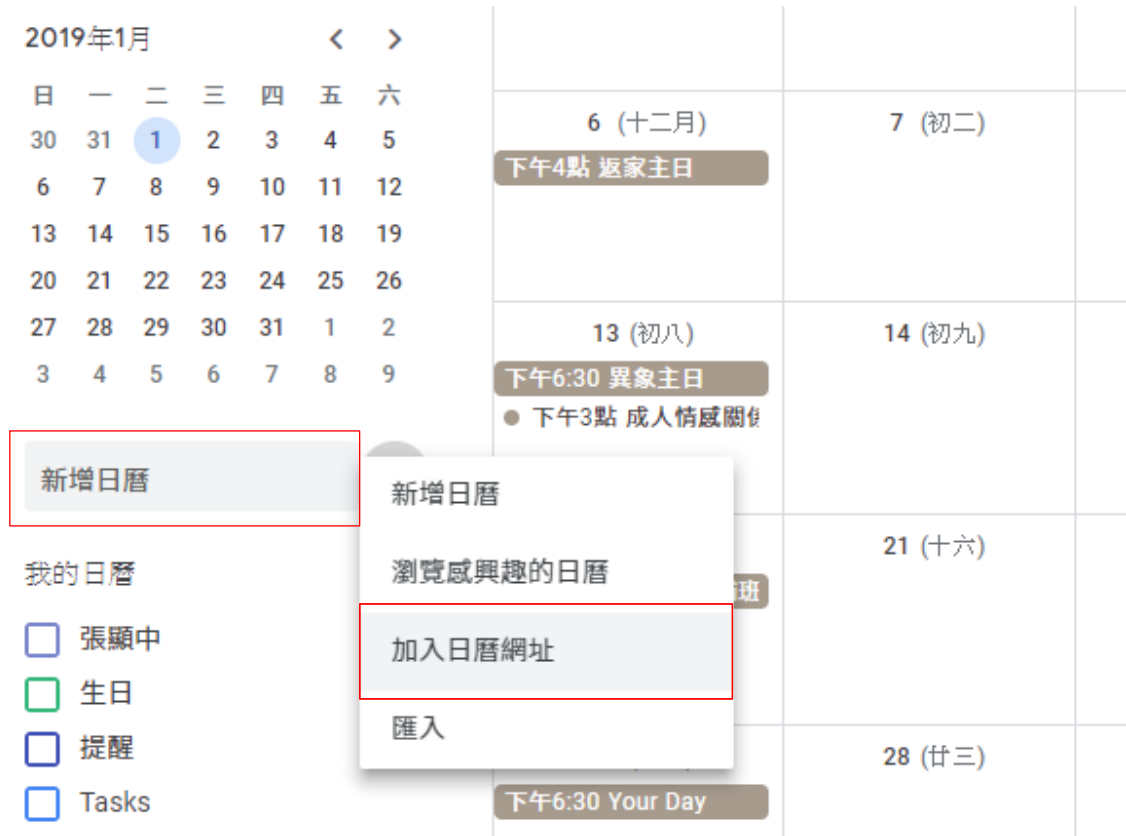 2019年1月
日 一 二 三 四 五 六
30 31 1 2 3 4 5
6 7 8 9 10 11 12
13 14 15 16 17 18 19
20 21 22 23 24 25 26
27 28 29 30 31 1 2
3 4 5 6 7 8 9
新增日曆
我的日曆
張顯中
生日
提醒
Tasks
新增日曆
瀏覽感興趣的日曆
加入日曆網址
匯入
6 (十二月)
下午4點 返家主日
7 (初二)
13 (初八)
下午6:30 異象主日
下午3點 成人情感關係
14 (初九)
班
21 (十六)
28 (廿三)
下午6:30 Your Day